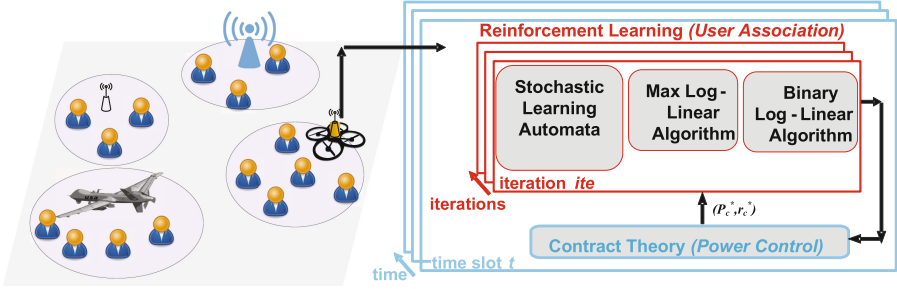 Reinforcement Learning (User Association)
Stochastic
Learning
Automata
Max Log -
Linear
Algorithm
Binary
Log - Linear
Algorithm
iteration ite
iterations
(Pc*,rc*)
Contract Theory (Power Control)
time slot t
time